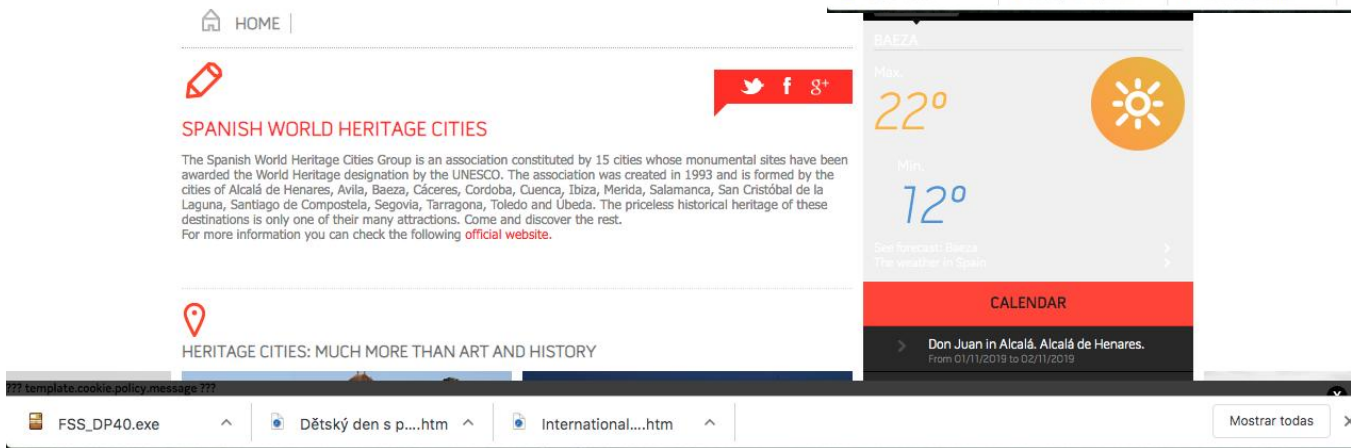 HOME
SPANISH WORLD HERITAGE CITIES
The Spanish World Heritage Cities Group is an association constituted by 15 cities whose monumental sites have been
awarded the World Heritage designation by the UNESCO. The association was created in 1993 and is formed by the
cities of Alcalá de Henares, Avila, Baeza, Cáceres, Cordoba, Cuenca, Ibiza, Merida, Salamanca, San Cristóbal de la
Laguna, Santiago de Compostela, Segovia, Tarragona, Toledo and Úbeda. The priceless historical heritage of these
destinations is only one of their many attractions. Come and discover the rest.
For more information you can check the following official website.
HERITAGE CITIES: MUCH MORE THAN ART AND HISTORY
BAEZA
Max.
22º
Min.
12º
See forecast: Baeza
The weather in Spain
CALENDAR
Don Juan in Alcalá. Alcalá de Henares.
From 01/11/2019 to 02/11/2019
??? template.cookie.policy.message ???
FSS_DP40.exe
Dětský den s p....htm
International....htm
Mostrar todas